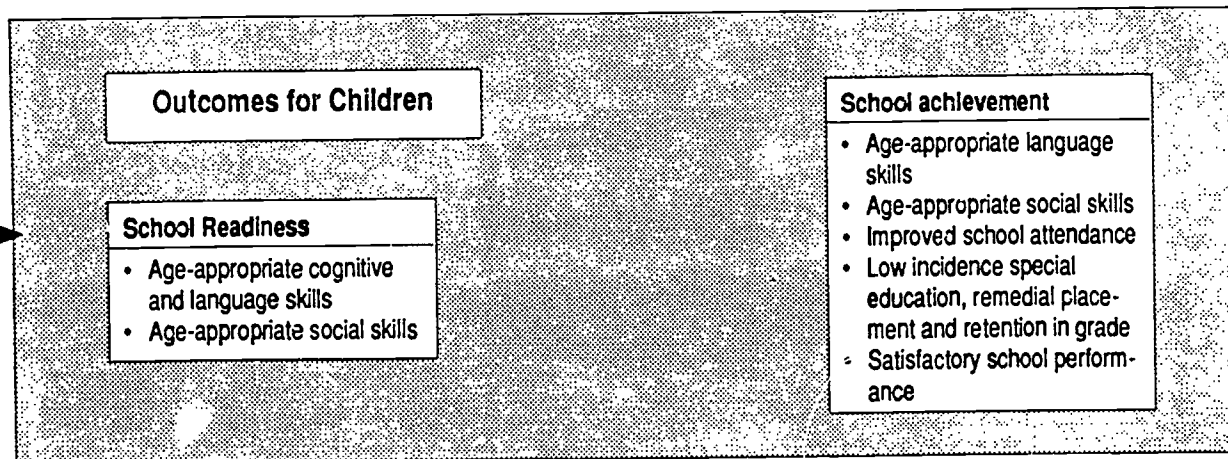 Outcomes for Children
School Readiness
• Age-appropriate cognitive
and language skills
• Age-appropriate social skills
School achievement
• Age-appropriate language
skills
• Age-appropriate social skills
• Improved school attendance
• Low incidence special
education, remedial place-
ment and retention in grade
• Satisfactory school perform-
ance